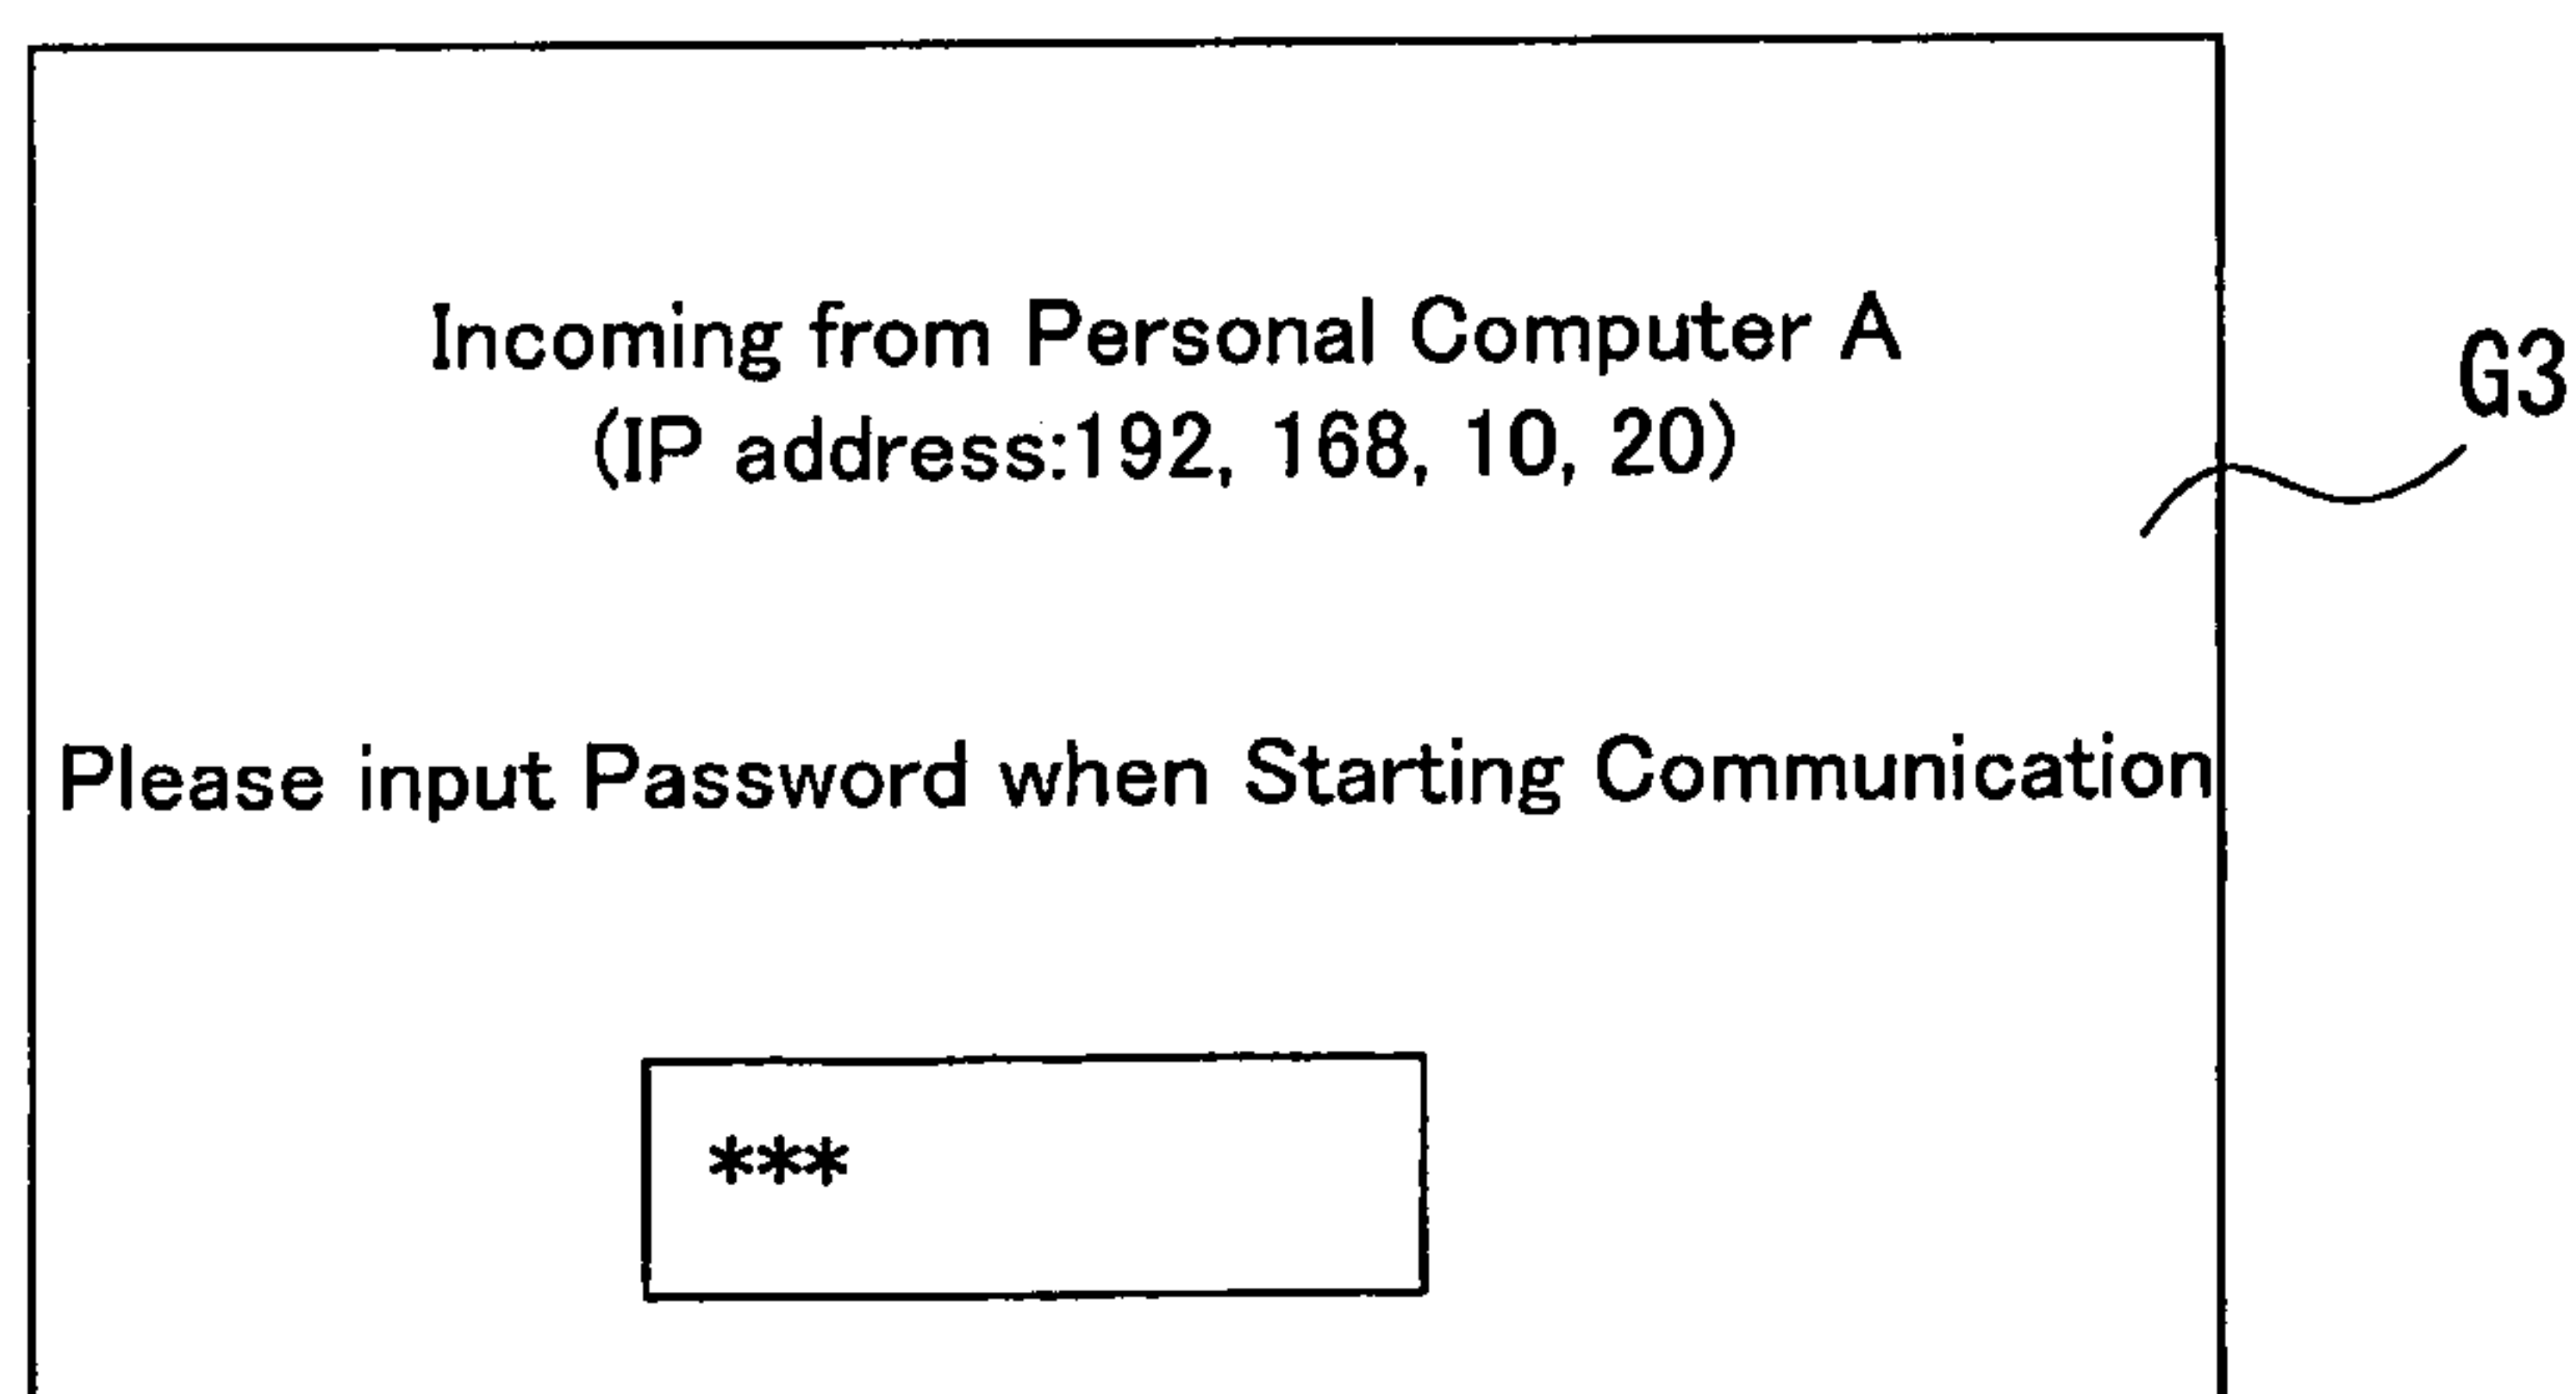 Incoming from Personal Computer A
(IP address:192, 168, 10, 20)
G3
Please input Password when Starting Communication
***